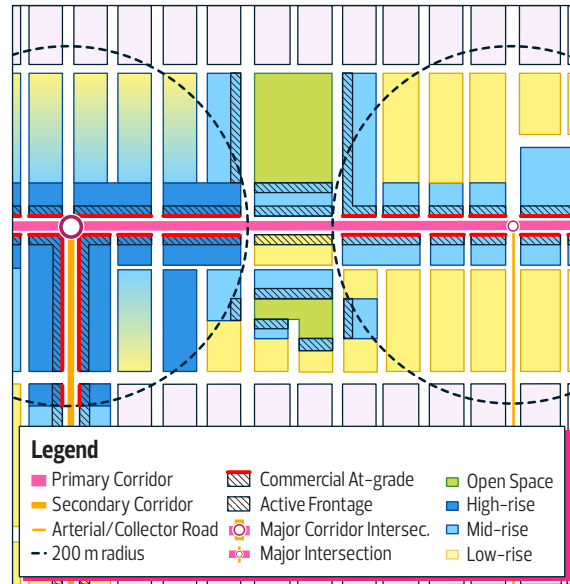 Legend
Primary Corridor
Secondary Corridor
Arterial/Collector Road
200 m radius
Commercial At-grade
Active Frontage
Major Corridor Intersec.
Major Intersection
Open Space
High-rise
Mid-rise
Low-rise